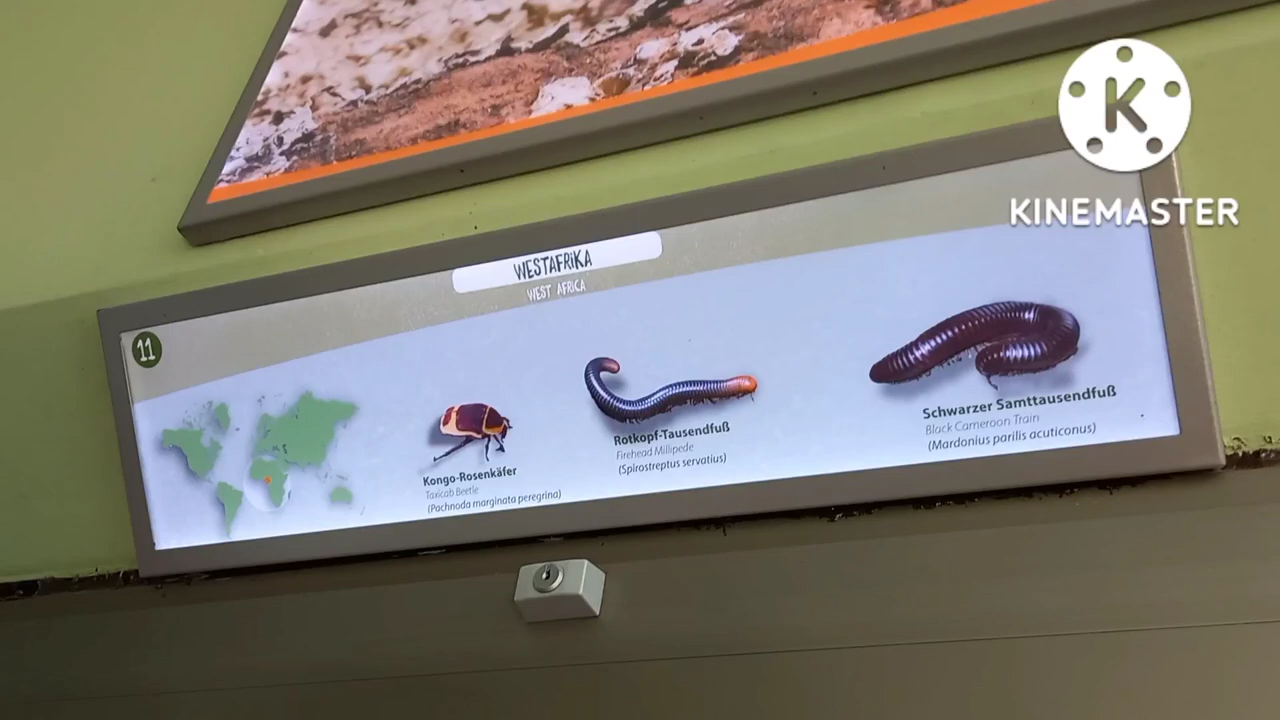 K
KINEMASTER
WESTAFRIKA
WEST AFRICA
11
Kongo-Rosenkäfer
Taxicab Beetle
(Pachnoda marginata peregrina)
Rotkopf-Tausendfuß
Firehead Millipede
(Spirostreptus servatius)
Schwarzer Samttausendfuß
Black Cameroon Train
(Mardonius parilis acuticonus)